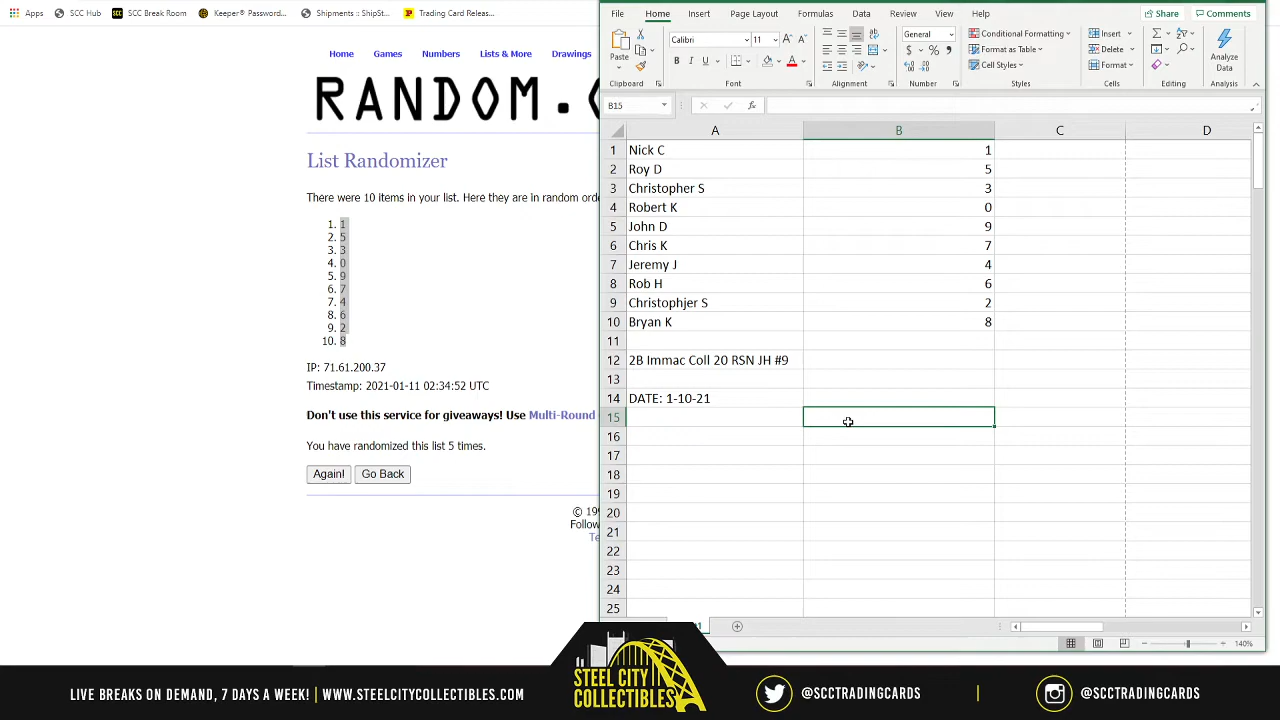 Apps SCC Hub SCC Break Room Keeper® Password... Shipments :: ShipSt... Trading Card Releas...
Home Games Numbers Lists & More Drawings
RANDOM.
List Randomizer
There were 10 items in your list. Here they are in random orde
1. 1
2. 5
3. 3
4. 0
5. 9
6. 7
7. 4
8. 6
9. 2
10. 8
IP: 71.61.200.37
Timestamp: 2021-01-11 02:34:52 UTC
Don't use this service for giveaways! Use Multi-Round
You have randomized this list 5 times.
Again! Go Back
© 19
Follow
Te
File Home Insert Page Layout Formulas Data Review View Help Share Comments
Paste Calibri 11 General Conditional Formatting Format as Table Cell Styles Insert Delete Format Analyze Data
Clipboard Font Alignment Number Styles Cells Editing Analysis
B15 fx
A B C D
1 Nick C 1
2 Roy D 5
3 Christopher S 3
4 Robert K 0
5 John D 9
6 Chris K 7
7 Jeremy J 4
8 Rob H 6
9 Christophjer S 2
10 Bryan K 8
11
12 2B Immac Coll 20 RSN JH #9
13
14 DATE: 1-10-21
15
16
17
18
19
20
21
22
23
24
25
140%
LIVE BREAKS ON DEMAND, 7 DAYS A WEEK! | WWW.STEELCITYCOLLECTIBLES.COM
STEEL CITY COLLECTIBLES
@SCCTRADINGCARDS | @SCCTRADINGCARDS